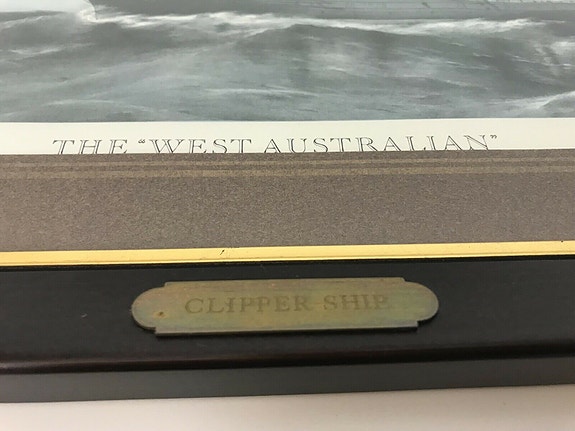 THE "WEST AUSTRALIAN"
CLIPPER SHIP